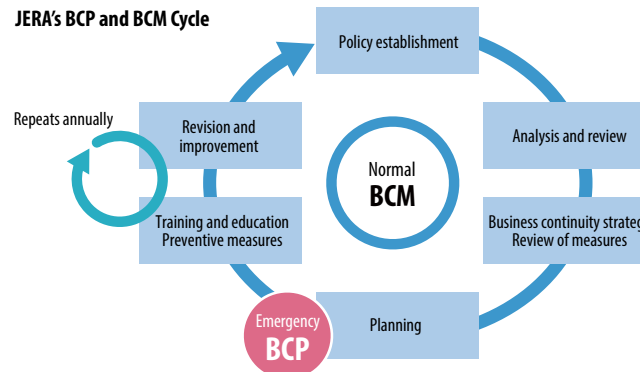 JERA's BCP and BCM Cycle
Policy establishment
Repeats annually
Revision and
improvement
Analysis and review
Normal
BCM
Training and education
Preventive measures
Business continuity strateg
Review of measures
Emergency
BCP
Planning